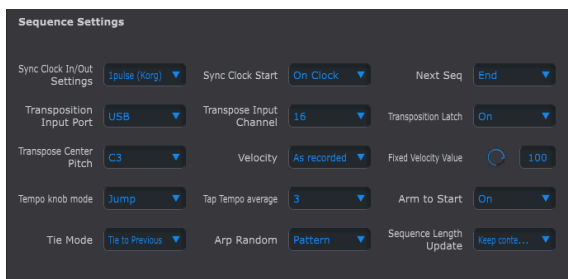 Sequence Settings
Sync Clock In/Out Settings 1pulse (Korg) Sync Clock Start On Clock Next Seq End
Transposition Input Port USB Transpose Input Channel 16 Transposition Latch On
Transpose Center Pitch C3 Velocity As recorded Fixed Velocity Value 100
Tempo knob mode Jump Tap Tempo average 3 Arm to Start On
Tie Mode Tie to Previous Arp Random Pattern Sequence Length Update Keep conte...